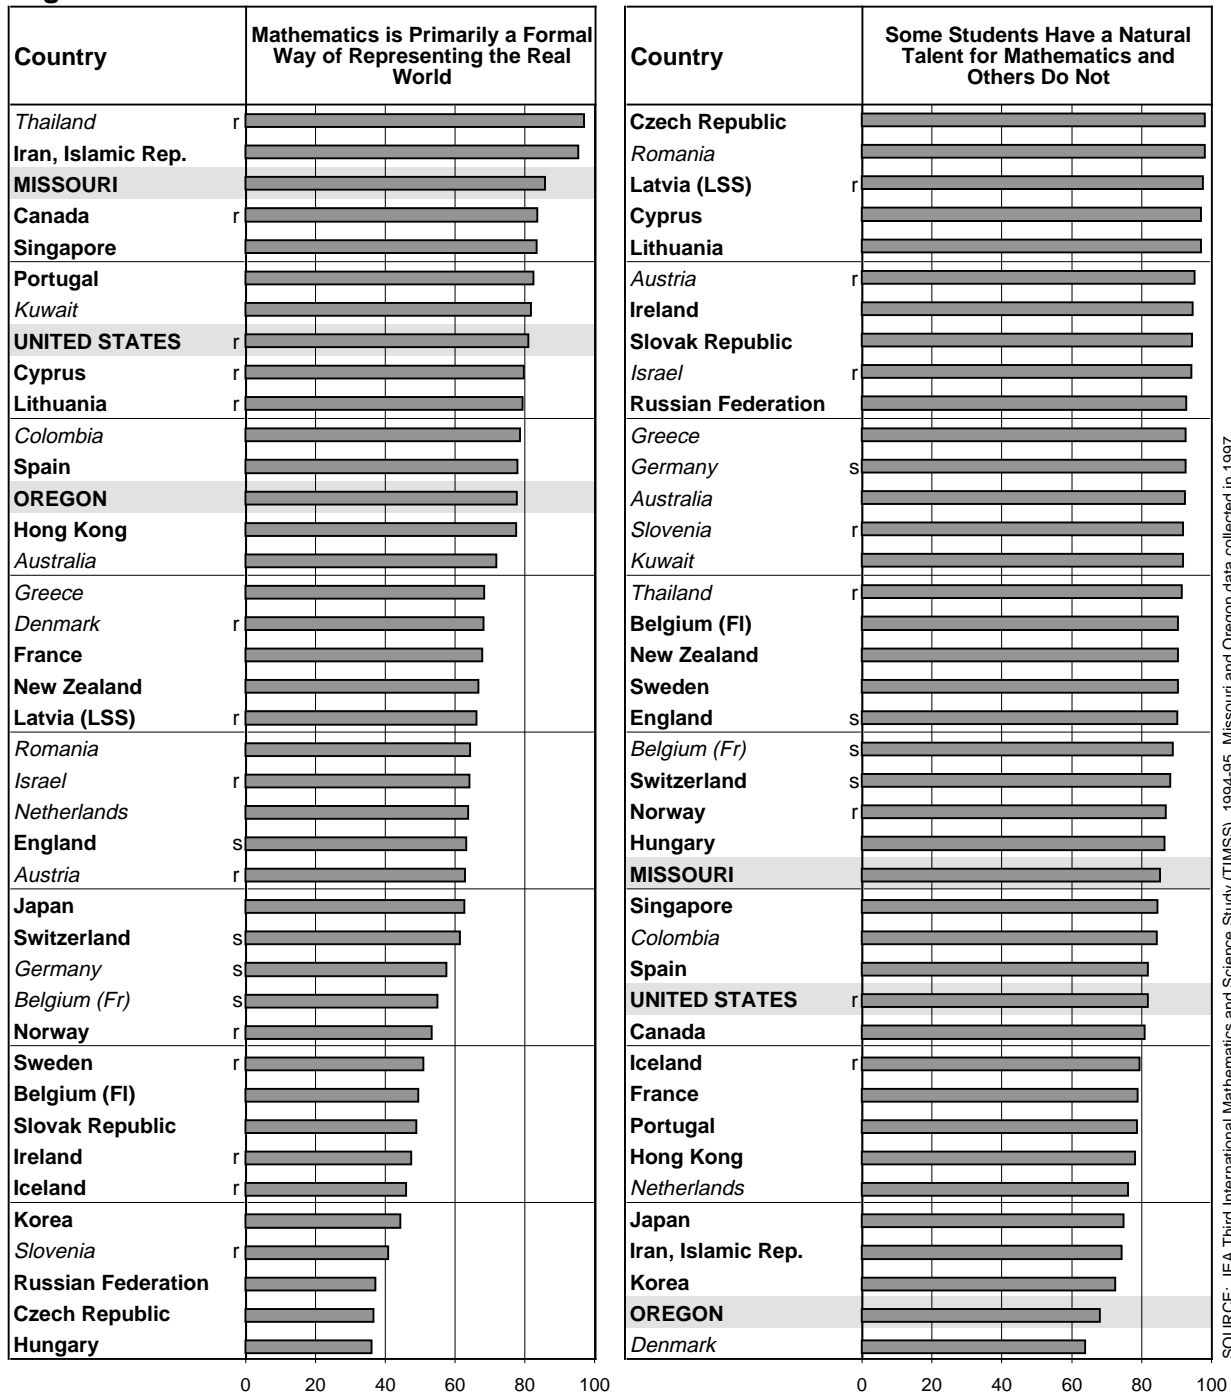 Country
Mathematics is Primarily a Formal
Way of Representing the Real
World
Thailand r
Iran, Islamic Rep.
MISSOURI
Canada r
Singapore
Portugal
Kuwait
UNITED STATES r
Cyprus r
Lithuania r
Colombia
Spain
OREGON
Hong Kong
Australia
Greece
Denmark r
France
New Zealand
Latvia (LSS) r
Romania
Israel r
Netherlands
England s
Austria r
Japan
Switzerland s
Germany s
Belgium (Fr) s
Norway r
Sweden r
Belgium (Fl)
Slovak Republic
Ireland r
Iceland r
Korea
Slovenia r
Russian Federation
Czech Republic
Hungary
0 20 40 60 80 100
Country
Some Students Have a Natural
Talent for Mathematics and
Others Do Not
Czech Republic
Romania
Latvia (LSS) r
Cyprus
Lithuania
Austria r
Ireland
Slovak Republic
Israel r
Russian Federation
Greece
Germany s
Australia
Slovenia r
Kuwait
Thailand r
Belgium (Fl)
New Zealand
Sweden
England s
Belgium (Fr) s
Switzerland s
Norway r
Hungary
MISSOURI
Singapore
Colombia
Spain
UNITED STATES r
Canada
Iceland r
France
Portugal
Hong Kong
Netherlands
Japan
Iran, Islamic Rep.
Korea
OREGON
Denmark
0 20 40 60 80 100
SOURCE: IEA Third International Mathematics and Science Study (TIMSS), 1994-95. Missouri and Oregon data collected in 1997.